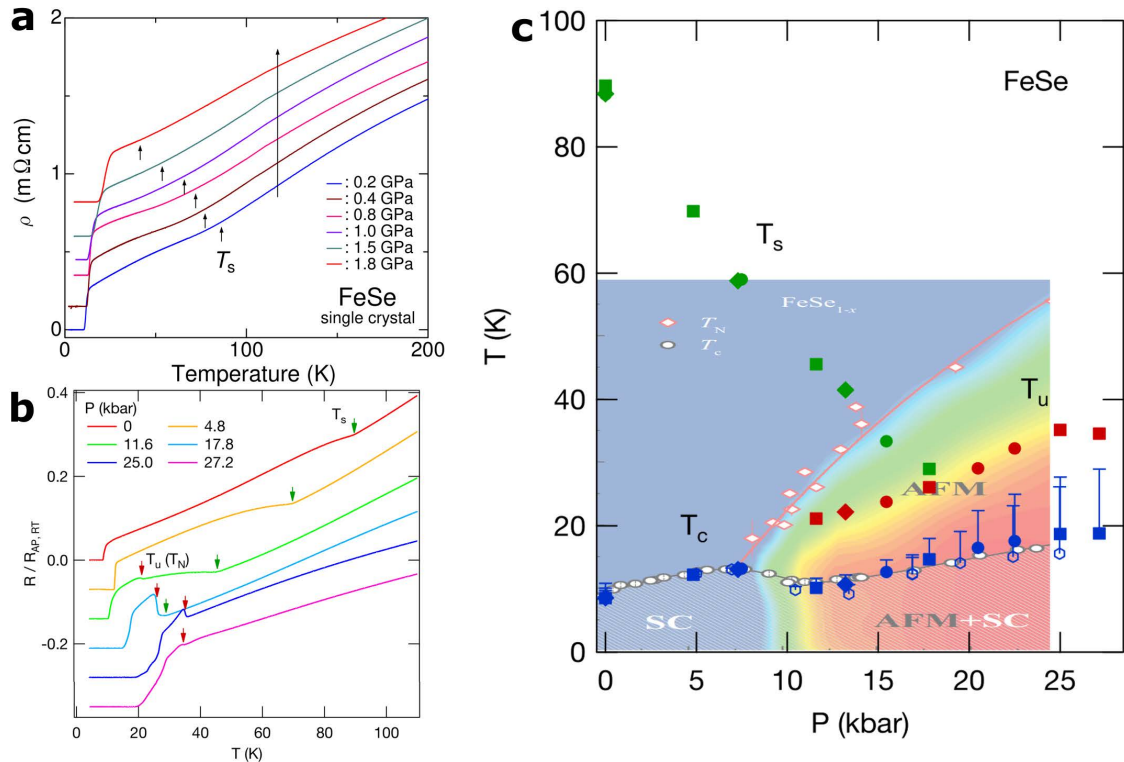 a
2
1
0
ρ (mΩcm)
0
100
200
Temperature (K)
Ts
: 0.2 GPa
: 0.4 GPa
: 0.8 GPa
: 1.0 GPa
: 1.5 GPa
: 1.8 GPa
FeSe
single crystal
b
0.4
0.2
0.0
-0.2
R / RAP, RT
P (kbar)
0
4.8
11.6
17.8
25.0
27.2
Ts
Tu (TN)
0
20
40
60
80
100
T (K)
c
100
80
60
40
20
0
T (K)
FeSe
Ts
FeSe1-x
TN
Tc
Tu
AFM
Tc
SC
AFM+SC
0
5
10
15
20
25
P (kbar)